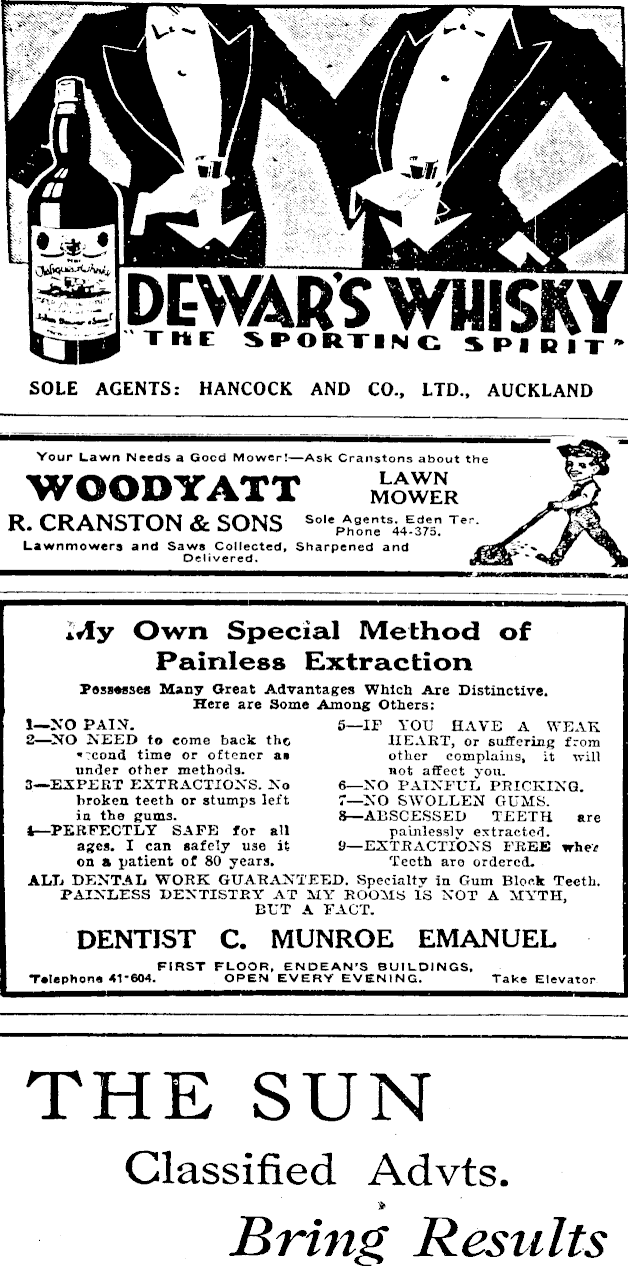 DEWAR'S WHISKY
"THE SPORTING SPIRIT"
SOLE AGENTS: HANCOCK AND CO., LTD., AUCKLAND
Your Lawn Needs a Good Mower!—Ask Cranstons about the
WOODYATT LAWN MOWER
R. CRANSTON & SONS
Sole Agents. Eden Ter.
Phone 44-375.
Lawnmowers and Saws Collected, Sharpened and
Delivered.
My Own Special Method of
Painless Extraction
Possesses Many Great Advantages Which Are Distinctive.
Here are Some Among Others:
1—NO PAIN.
2—NO NEED to come back the
second time or oftener as
under other methods.
3—EXPERT EXTRACTIONS. No
broken teeth or stumps left
in the gums.
4—PERFECTLY SAFE for all
ages. I can safely use it
on a patient of 80 years.
5—IF YOU HAVE A WEAK
HEART, or suffering from
other complaints, it will
not affect you.
6—NO PAINFUL PRICKING.
7—NO SWOLLEN GUMS.
8—ABSCESSED TEETH are
painlessly extracted.
9—EXTRACTIONS FREE when
Teeth are ordered.
ALL DENTAL WORK GUARANTEED. Specialty in Gum Block Teeth.
PAINLESS DENTISTRY AT MY ROOMS IS NOT A MYTH,
BUT A FACT.
DENTIST C. MUNROE EMANUEL
FIRST FLOOR, ENDEAN'S BUILDINGS,
Telephone 41-604. OPEN EVERY EVENING. Take Elevator
THE SUN
Classified Advts.
Bring Results